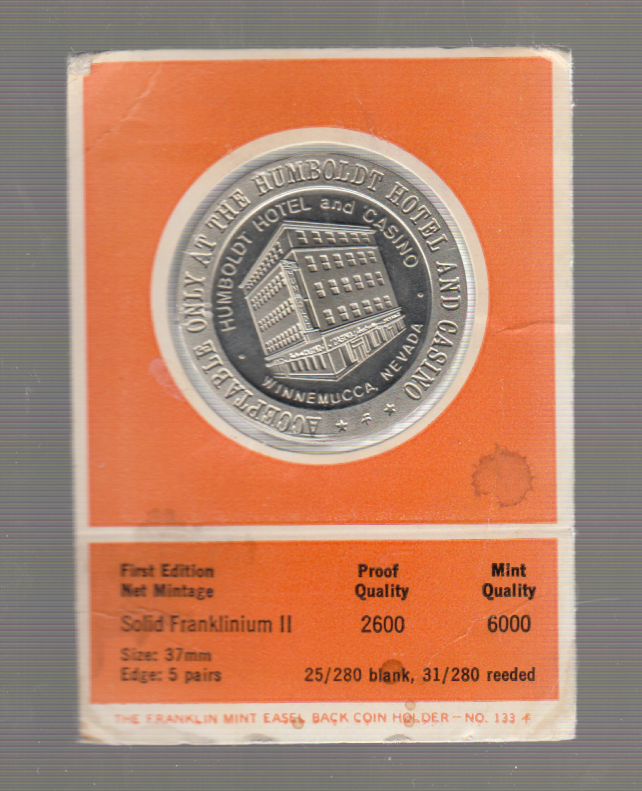 ACCEPTABLE ONLY AT THE HUMBOLDT HOTEL AND CASINO
HUMBOLDT HOTEL and CASINO
WINNEMUCCA, NEVADA
First Edition
Net Mintage
Proof
Quality
Mint
Quality
Solid Franklinium II 2600 6000
Size: 37mm
Edge: 5 pairs 25/280 blank, 31/280 reeded
THE FRANKLIN MINT EASEL BACK COIN HOLDER — NO. 133